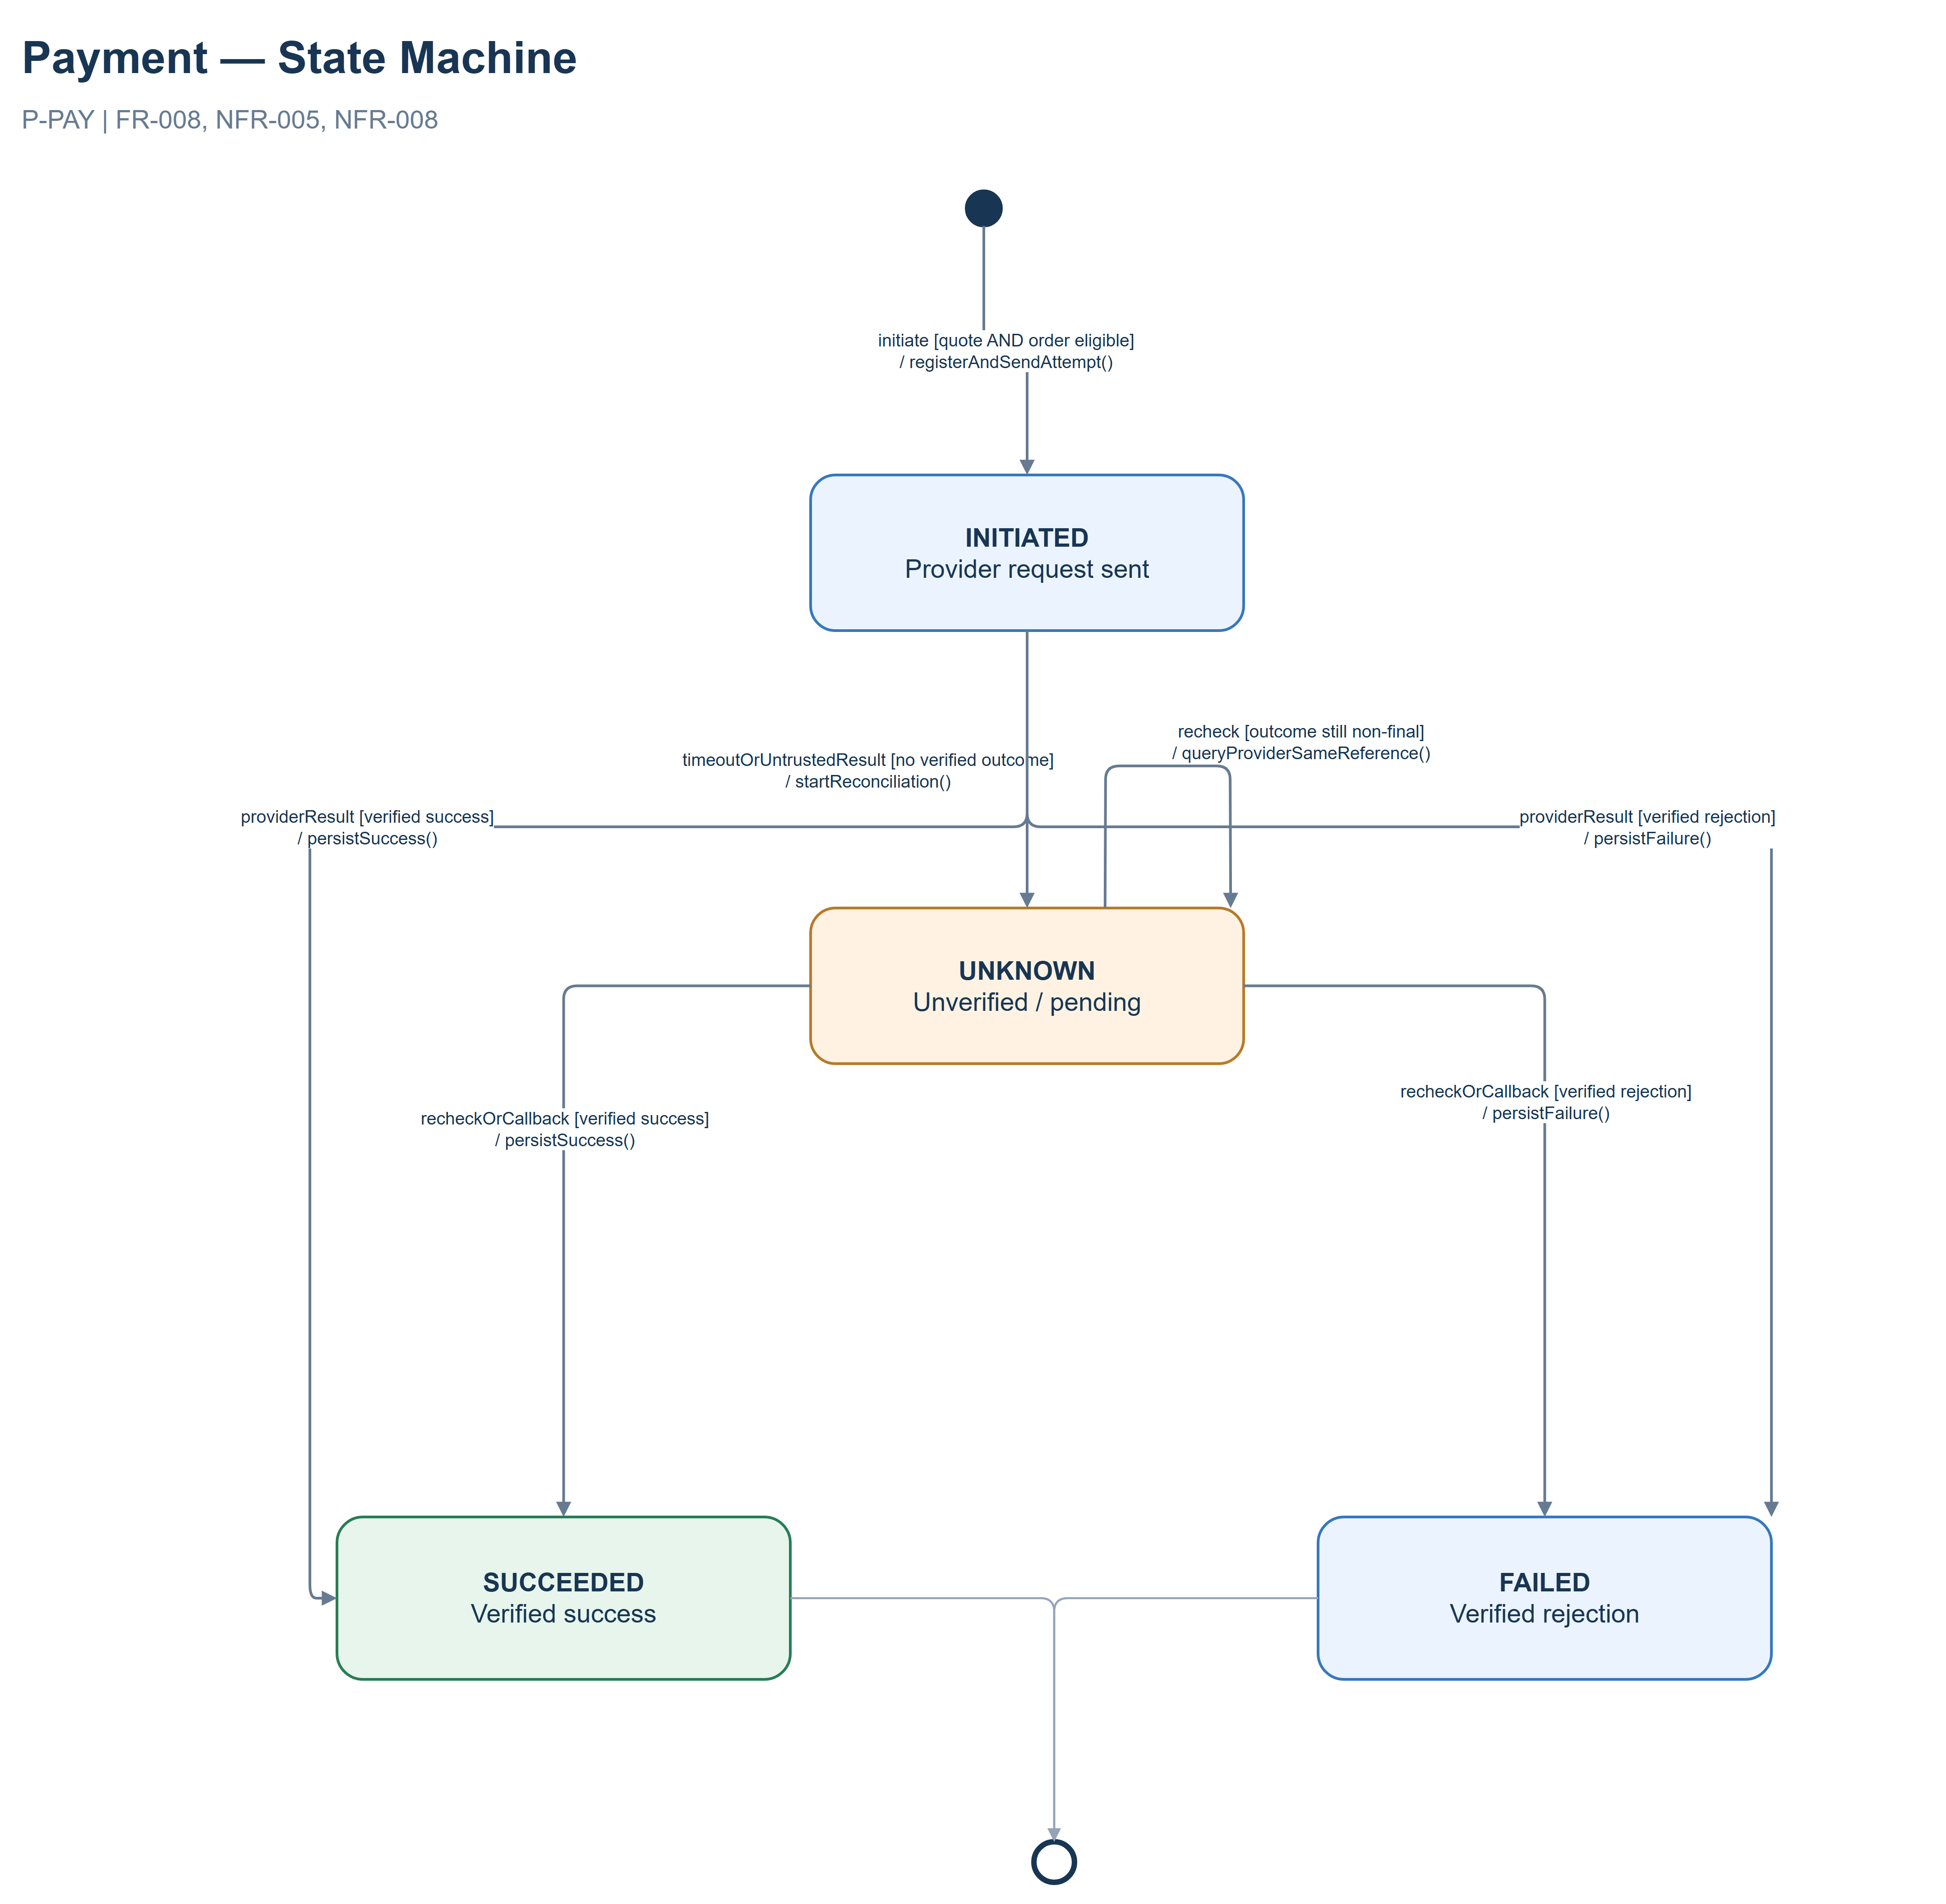 Payment — State Machine
P-PAY | FR-008, NFR-005, NFR-008
initiate [quote AND order eligible]
/ registerAndSendAttempt()
INITIATED
Provider request sent
recheck [outcome still non-final]
/ queryProviderSameReference()
timeoutOrUntrustedResult [no verified outcome]
/ startReconciliation()
providerResult [verified success]
/ persistSuccess()
providerResult [verified rejection]
/ persistFailure()
UNKNOWN
Unverified / pending
recheckOrCallback [verified success]
/ persistSuccess()
recheckOrCallback [verified rejection]
/ persistFailure()
SUCCEEDED
Verified success
FAILED
Verified rejection